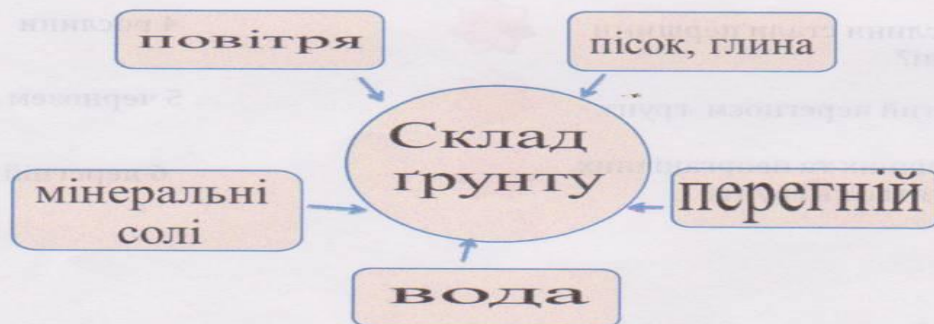 повітря
пісок, глина
Склад
ґрунту
мінеральні
солі
перегній
вода